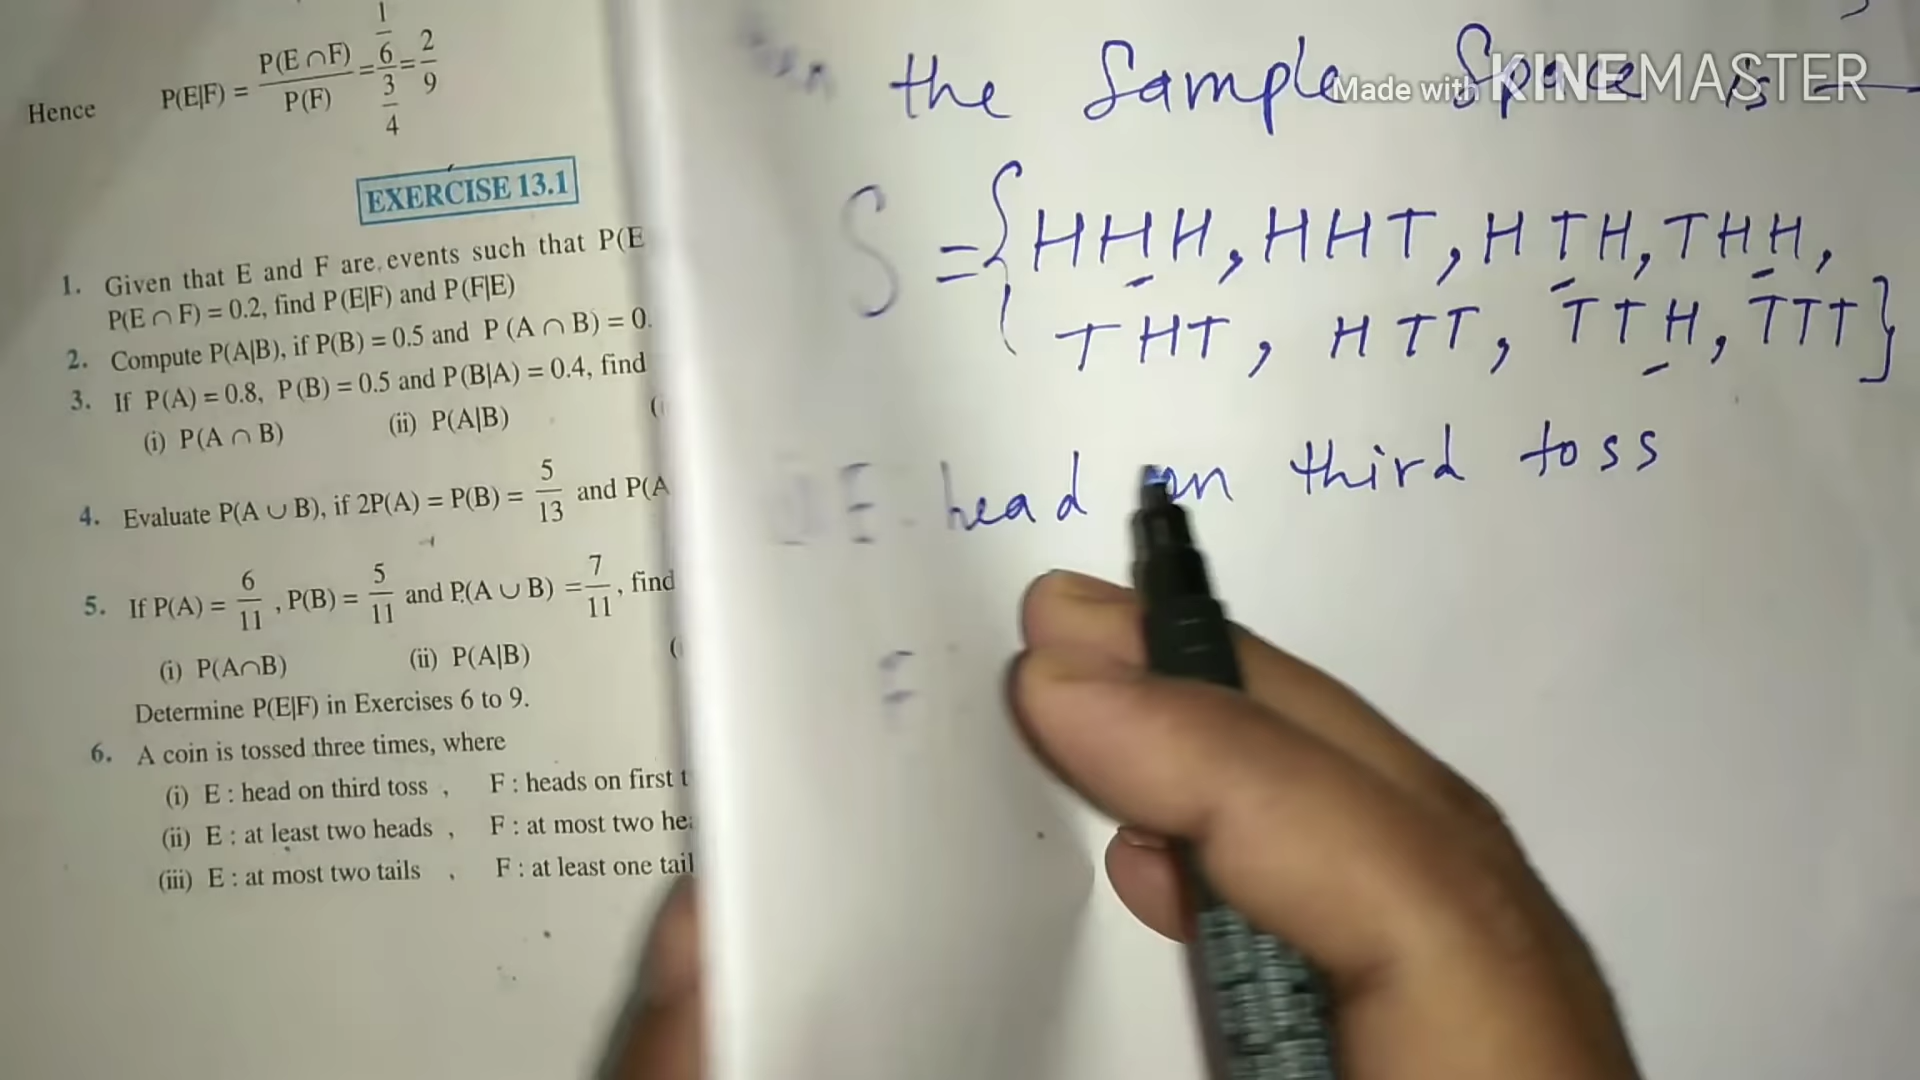 Hence P(E|F) = P(E ∩ F) / P(F) = 1/6 / 3/4 = 2/9
EXERCISE 13.1
1. Given that E and F are events such that P(E
P(E ∩ F) = 0.2, find P(E|F) and P(F|E)
2. Compute P(A|B), if P(B) = 0.5 and P (A ∩ B) = 0.
3. If P(A) = 0.8, P(B) = 0.5 and P(B|A) = 0.4, find
(i) P(A ∩ B) (ii) P(A|B) (
4. Evaluate P(A ∪ B), if 2P(A) = P(B) = 5/13 and P(A
5. If P(A) = 6/11, P(B) = 5/11 and P(A ∪ B) = 7/11, find
(i) P(A∩B) (ii) P(A|B) (
Determine P(E|F) in Exercises 6 to 9.
6. A coin is tossed three times, where
(i) E : head on third toss , F : heads on first t
(ii) E : at least two heads , F : at most two hea
(iii) E : at most two tails , F : at least one tail
the Sample Space is
Made with KINEMASTER
S = {HHH, HHT, HTH, THH,
THT, HTT, TTH, TTT}
E head on third toss
F